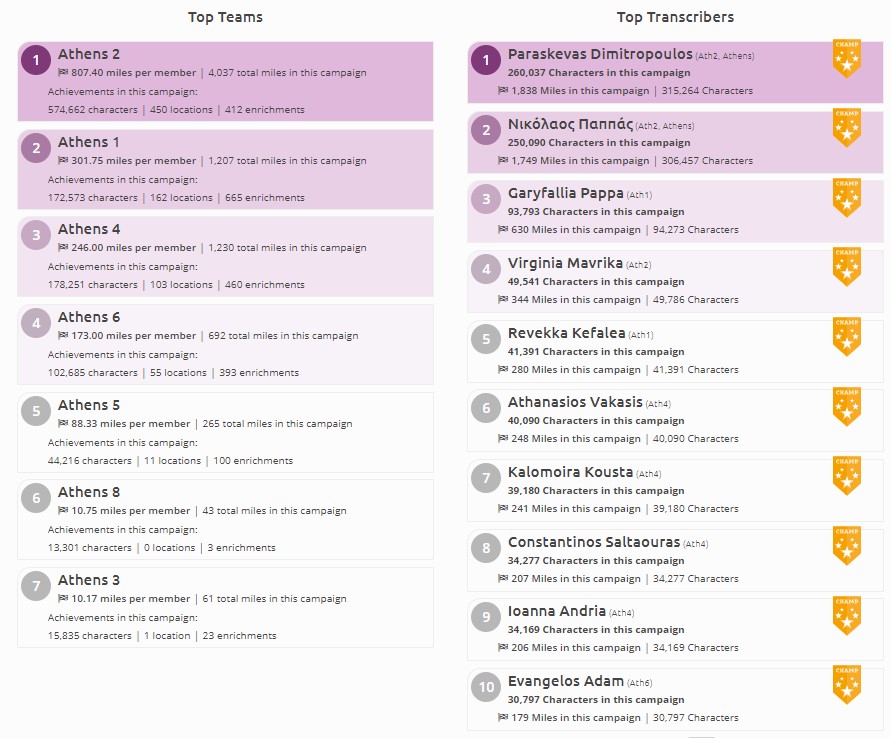 Top Teams
1
Athens 2
807.40 miles per member | 4,037 total miles in this campaign
Achievements in this campaign:
574,662 characters | 450 locations | 412 enrichments
2
Athens 1
301.75 miles per member | 1,207 total miles in this campaign
Achievements in this campaign:
172,573 characters | 162 locations | 665 enrichments
3
Athens 4
246.00 miles per member | 1,230 total miles in this campaign
Achievements in this campaign:
178,251 characters | 103 locations | 460 enrichments
4
Athens 6
173.00 miles per member | 692 total miles in this campaign
Achievements in this campaign:
102,685 characters | 55 locations | 393 enrichments
5
Athens 5
88.33 miles per member | 265 total miles in this campaign
Achievements in this campaign:
44,216 characters | 11 locations | 100 enrichments
6
Athens 8
10.75 miles per member | 43 total miles in this campaign
Achievements in this campaign:
13,301 characters | 0 locations | 3 enrichments
7
Athens 3
10.17 miles per member | 61 total miles in this campaign
Achievements in this campaign:
15,835 characters | 1 location | 23 enrichments
Top Transcribers
1
Paraskevas Dimitropoulos (Ath2, Athens)
260,037 Characters in this campaign
1,838 Miles in this campaign | 315,264 Characters
CHAMP
2
Νικόλαος Παππάς (Ath2, Athens)
250,090 Characters in this campaign
1,749 Miles in this campaign | 306,457 Characters
CHAMP
3
Garyfallia Pappa (Ath1)
93,793 Characters in this campaign
630 Miles in this campaign | 94,273 Characters
CHAMP
4
Virginia Mavrika (Ath2)
49,541 Characters in this campaign
344 Miles in this campaign | 49,786 Characters
CHAMP
5
Revekka Kefalea (Ath1)
41,391 Characters in this campaign
280 Miles in this campaign | 41,391 Characters
CHAMP
6
Athanasios Vakasis (Ath4)
40,090 Characters in this campaign
248 Miles in this campaign | 40,090 Characters
CHAMP
7
Kalomoira Kousta (Ath4)
39,180 Characters in this campaign
241 Miles in this campaign | 39,180 Characters
CHAMP
8
Constantinos Saltaouras (Ath4)
34,277 Characters in this campaign
207 Miles in this campaign | 34,277 Characters
CHAMP
9
Ioanna Andria (Ath4)
34,169 Characters in this campaign
206 Miles in this campaign | 34,169 Characters
CHAMP
10
Evangelos Adam (Ath6)
30,797 Characters in this campaign
179 Miles in this campaign | 30,797 Characters
CHAMP